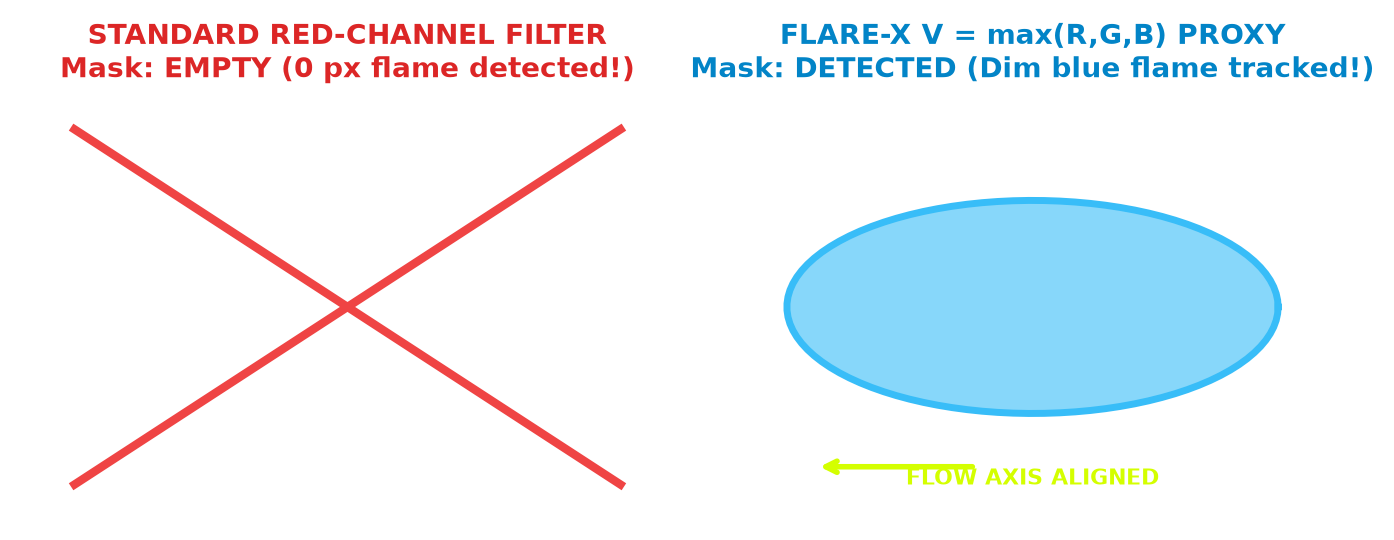 STANDARD RED-CHANNEL FILTER
Mask: EMPTY (0 px flame detected!)
FLARE-X V = max(R,G,B) PROXY
Mask: DETECTED (Dim blue flame tracked!)
FLOW AXIS ALIGNED